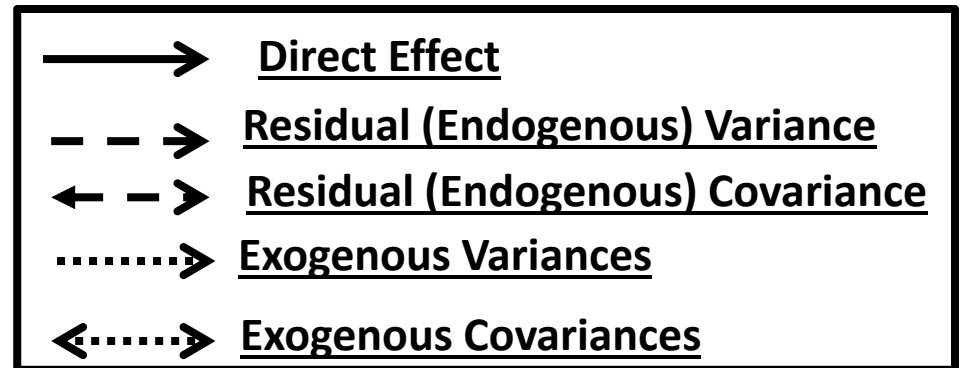 Direct Effect
Residual (Endogenous) Variance
Residual (Endogenous) Covariance
Exogenous Variances
Exogenous Covariances